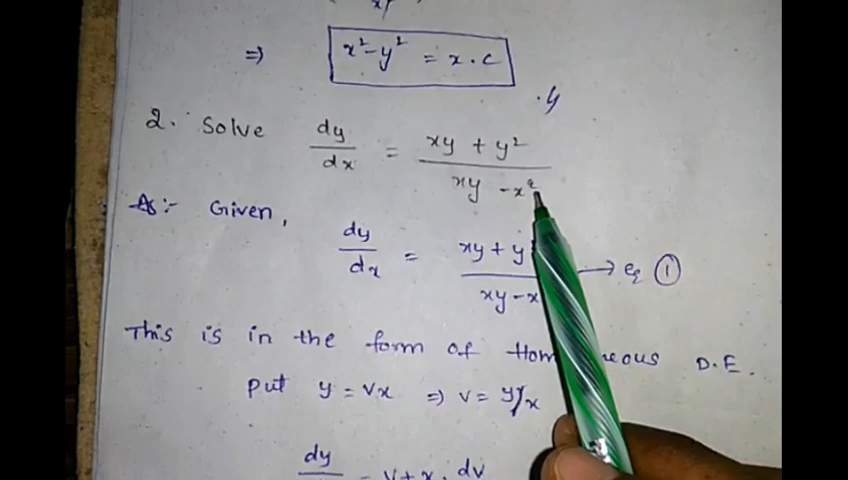 ⇒ x² - y² = x · c
2. Solve dy/dx = (xy + y²)/(xy - x²)
As:- Given,
dy/dx = (xy + y)/(xy - x) → eq ①
This is in the form of Hom eous D.E.
Put y = vx ⇒ v = y/x
dy = v + x · dv